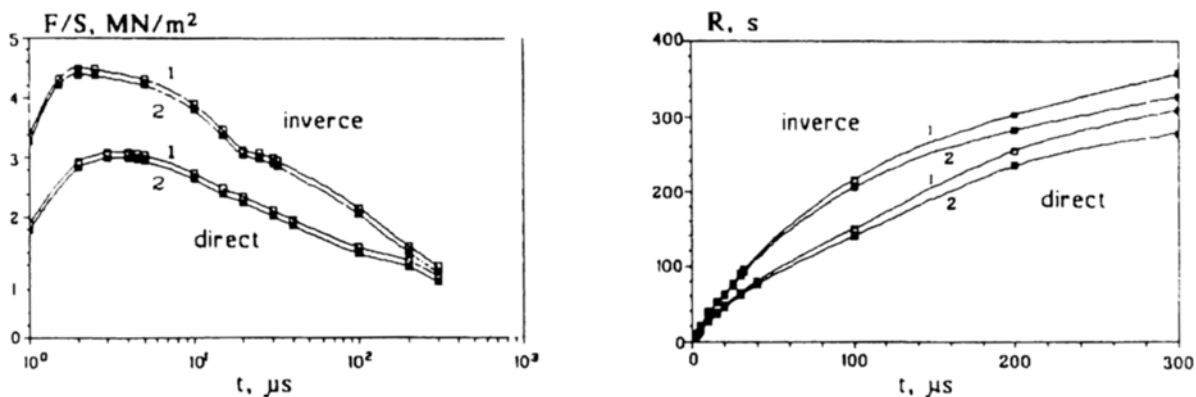 F/S, MN/m²
5
4
3
2
1
0
1
2
inverce
1
2
direct
10⁰ 10¹ 10² 10³
t, μs
R, s
400
300
200
100
0
inverce
1
2
1
2
direct
0 100 200 300
t, μs